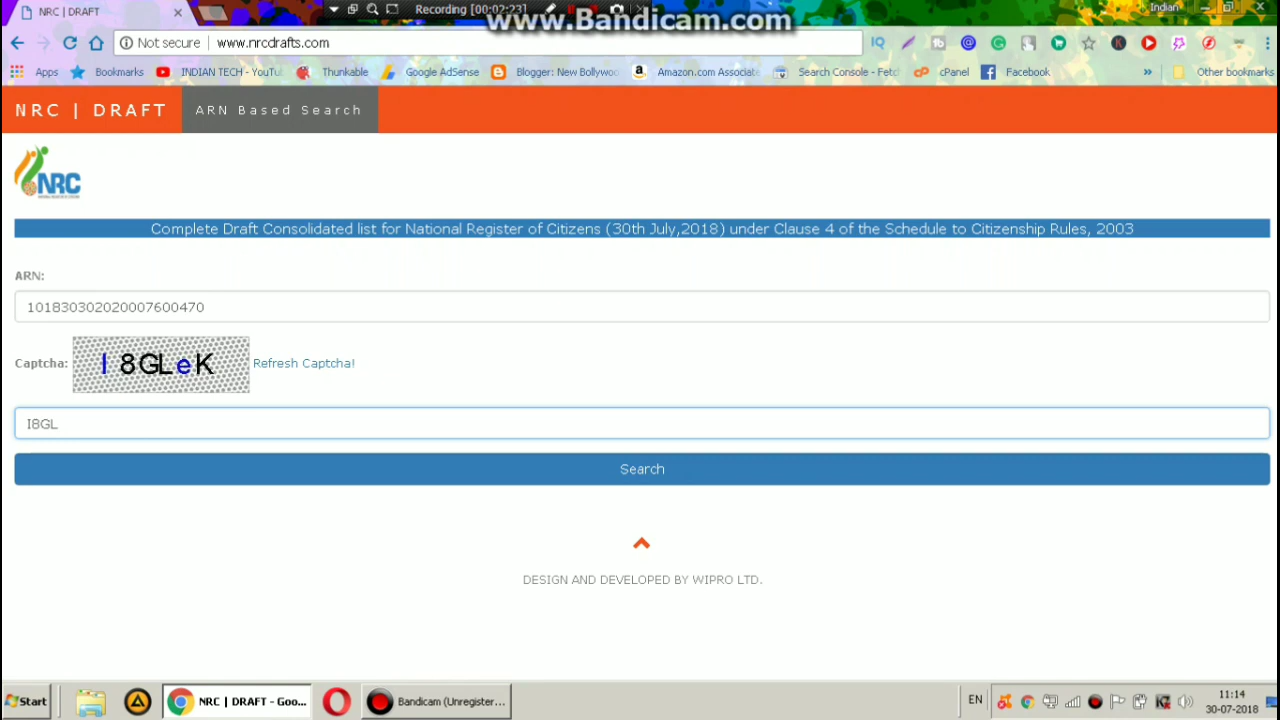 NRC | DRAFT
Recording [00:02:23]
www.Bandicam.com
Indian
Not secure | www.nrcdrafts.com
IQ
Apps Bookmarks INDIAN TECH - YouTu Thunkable Google AdSense Blogger: New Bollywoo Amazon.com Associate Search Console - Fetc cPanel Facebook » Other bookmarks
NRC | DRAFT ARN Based Search
NRC
Complete Draft Consolidated list for National Register of Citizens (30th July,2018) under Clause 4 of the Schedule to Citizenship Rules, 2003
ARN:
101830302020007600470
Captcha: I8GLeK Refresh Captcha!
I8GL
Search
DESIGN AND DEVELOPED BY WIPRO LTD.
Start NRC | DRAFT - Goo... Bandicam (Unregister... EN 11:14
30-07-2018